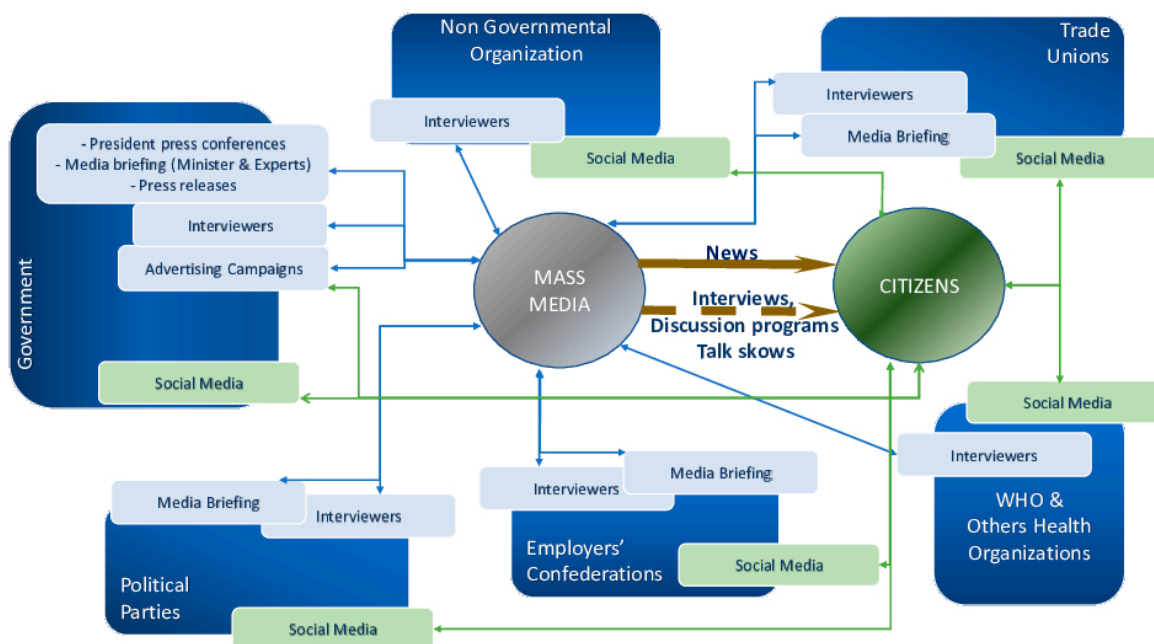 Non Governmental
Organization
Interviewers
Social Media
Trade
Unions
Interviewers
Media Briefing
Social Media
Government
- President press conferences
- Media briefing (Minister & Experts)
- Press releases
Interviewers
Advertising Campaigns
Social Media
MASS
MEDIA
News
Interviews,
Discussion programs
Talk skows
CITIZENS
Social Media
Interviewers
WHO &
Others Health
Organizations
Media Briefing
Interviewers
Political
Parties
Social Media
Media Briefing
Interviewers
Employers’
Confederations
Social Media